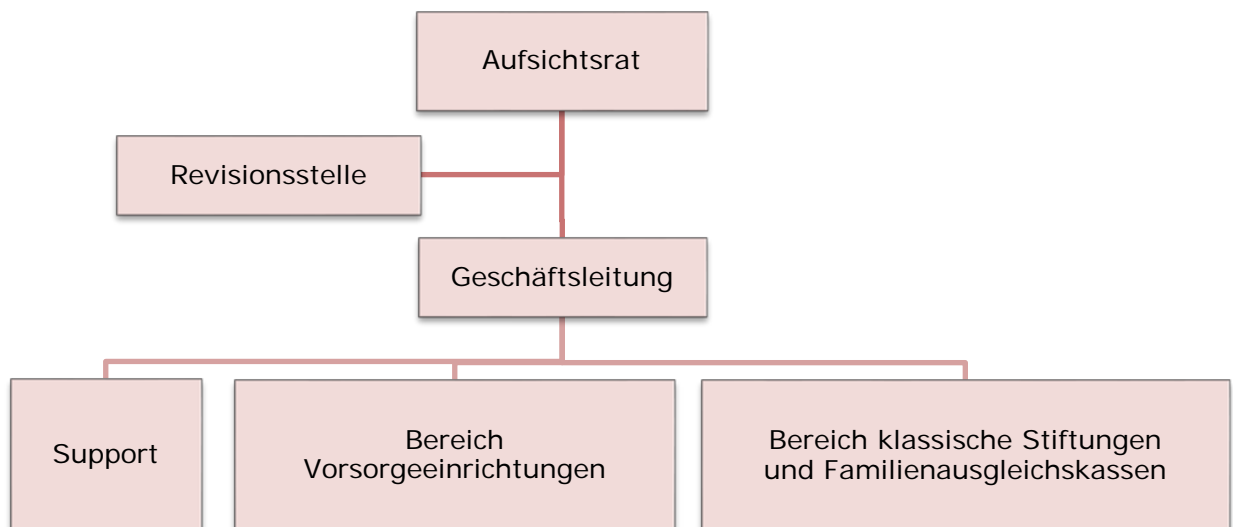 Aufsichtsrat
Revisionsstelle
Geschäftsleitung
Support
Bereich
Vorsorgeeinrichtungen
Bereich klassische Stiftungen
und Familienausgleichskassen